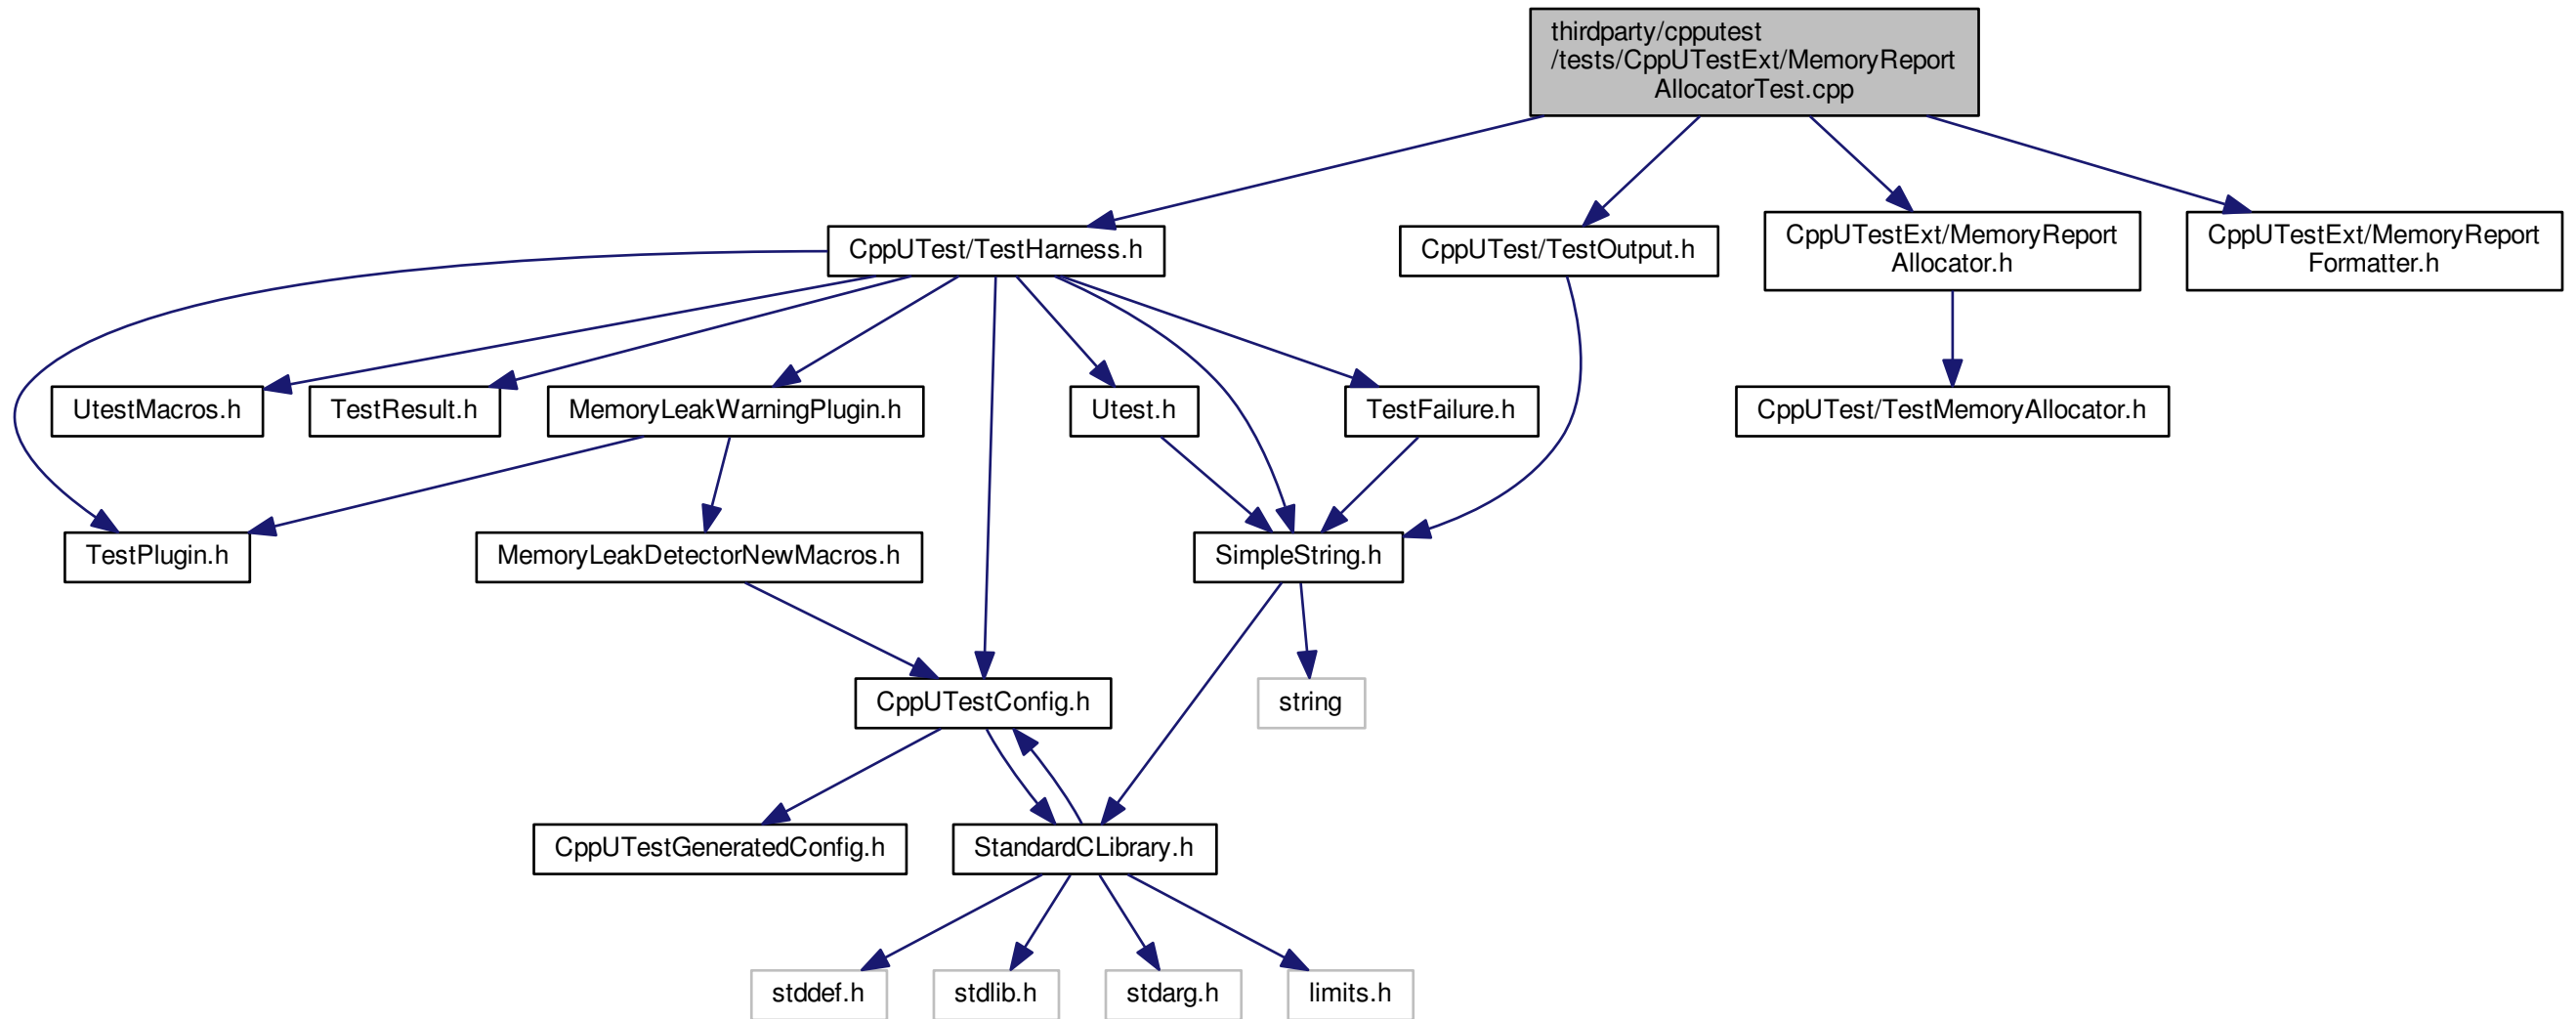 thirdparty/cpputest
/tests/CppUTestExt/MemoryReport
AllocatorTest.cpp
CppUTest/TestHarness.h
CppUTest/TestOutput.h
CppUTestExt/MemoryReport
Allocator.h
CppUTestExt/MemoryReport
Formatter.h
UtestMacros.h
TestResult.h
MemoryLeakWarningPlugin.h
Utest.h
TestFailure.h
CppUTest/TestMemoryAllocator.h
TestPlugin.h
MemoryLeakDetectorNewMacros.h
SimpleString.h
CppUTestConfig.h
string
CppUTestGeneratedConfig.h
StandardCLibrary.h
stddef.h
stdlib.h
stdarg.h
limits.h